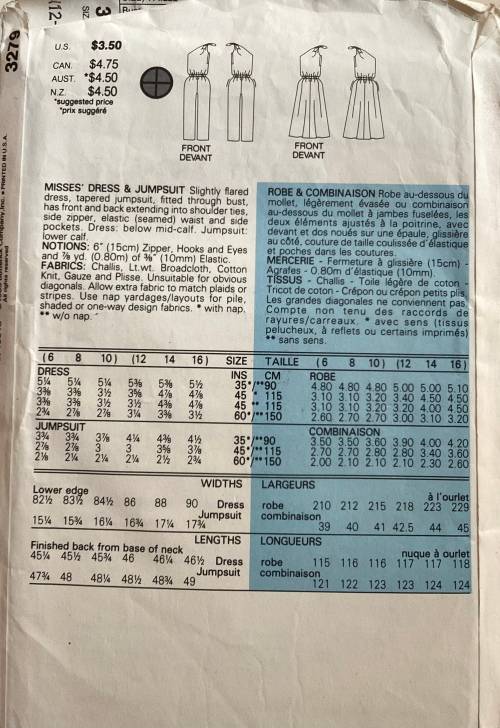 3279
(12-
SIZ
3
U.S. $3.50
CAN. $4.75
AUST. *$4.50
N.Z. $4.50
*suggested price
*prix suggéré
FRONT
DEVANT
FRONT
DEVANT
PRINTED IN U.S.A.
All rights reserved.
MISSES' DRESS & JUMPSUIT Slightly flared
dress, tapered jumpsuit, fitted through bust,
has front and back extending into shoulder ties,
side zipper, elastic (seamed) waist and side
pockets. Dress: below mid-calf. Jumpsuit:
lower calf.
NOTIONS: 6" (15cm) Zipper, Hooks and Eyes
and ⅞ yd. (0.80m) of ⅜" (10mm) Elastic.
FABRICS: Challis, Lt.wt. Broadcloth, Cotton
Knit, Gauze and Plisse. Unsuitable for obvious
diagonals. Allow extra fabric to match plaids or
stripes. Use nap yardages/layouts for pile,
shaded or one-way design fabrics. * with nap.
** w/o nap.
ROBE & COMBINAISON Robe au-dessous du
mollet, légèrement évasée ou combinaison
au-dessous du mollet à jambes fuselées, les
deux éléments ajustés à la poitrine, avec
devant et dos noués sur une épaule, glissière
au côté, couture de taille coulissée d'élastique
et poches dans les coutures.
MERCERIE - Fermeture à glissière (15cm) -
Agrafes - 0.80m d'élastique (10mm).
TISSUS - Challis - Toile légère de coton -
Tricot de coton - Crépon ou crépon petits plis.
Les grandes diagonales ne conviennent pas.
Compte non tenu des raccords de
rayures/carreaux. * avec sens (tissus
pelucheux, à reflets ou certains imprimés)
** sans sens.
(6 8 10) (12 14 16) SIZE TAILLE (6 8 10) (12 14 16)
DRESS INS CM ROBE
5¼ 5¼ 5¼ 5⅜ 5⅜ 5½ 35*/**90 4.80 4.80 4.80 5.00 5.00 5.10
3⅜ 3⅜ 3½ 3⅝ 4⅞ 4⅞ 45 * 115 3.10 3.10 3.20 3.40 4.50 4.50
3⅜ 3⅜ 3½ 3½ 4⅜ 4⅞ 45 ** 115 3.10 3.10 3.20 3.20 4.00 4.50
2¾ 2⅞ 2⅞ 3¼ 3⅜ 3½ 60*/**150 2.60 2.70 2.70 3.00 3.10 3.20
JUMPSUIT COMBINAISON
3¾ 3¾ 3⅞ 4¼ 4⅜ 4½ 35*/**90 3.50 3.50 3.60 3.90 4.00 4.20
2⅞ 2⅞ 3 3 3⅝ 3⅞ 45*/**115 2.70 2.70 2.80 2.80 3.40 3.60
2⅛ 2¼ 2¼ 2¼ 2½ 2¾ 60*/**150 2.00 2.10 2.10 2.10 2.30 2.60
WIDTHS LARGEURS
Lower edge à l'ourlet
82½ 83½ 84½ 86 88 90 Dress robe 210 212 215 218 223 229
Jumpsuit combinaison
15¼ 15¾ 16¼ 16¾ 17¼ 17¾ 39 40 41 42.5 44 45
LENGTHS LONGUEURS
Finished back from base of neck nuque à ourlet
45¼ 45½ 45¾ 46 46¼ 46½ Dress robe 115 116 116 117 117 118
Jumpsuit combinaison
47¾ 48 48¼ 48½ 48¾ 49 121 122 123 123 124 124